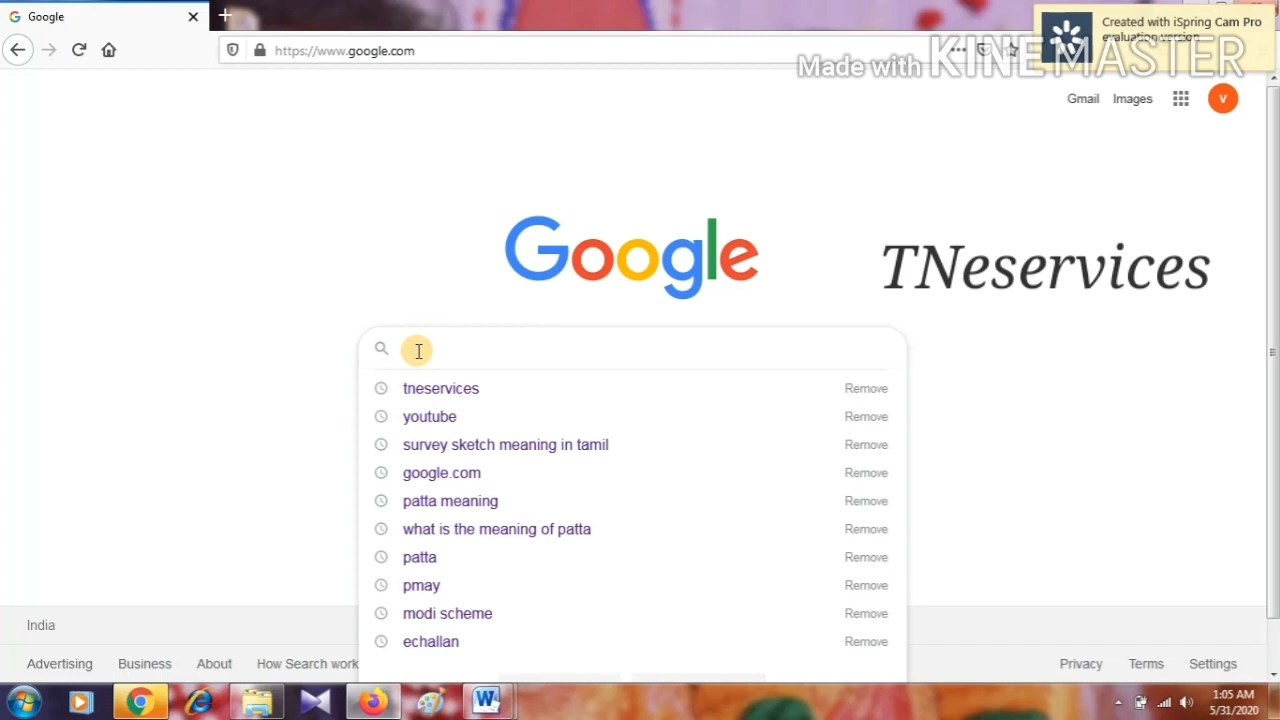 Google
Created with iSpring Cam Pro
evaluation version
https://www.google.com
Made with KINEMASTER
Gmail Images
V
Google
TNeservices
tneservices Remove
youtube Remove
survey sketch meaning in tamil Remove
google.com Remove
patta meaning Remove
what is the meaning of patta Remove
patta Remove
pmay Remove
modi scheme Remove
echallan Remove
India
Advertising Business About How Search work Privacy Terms Settings
1:05 AM
5/31/2020